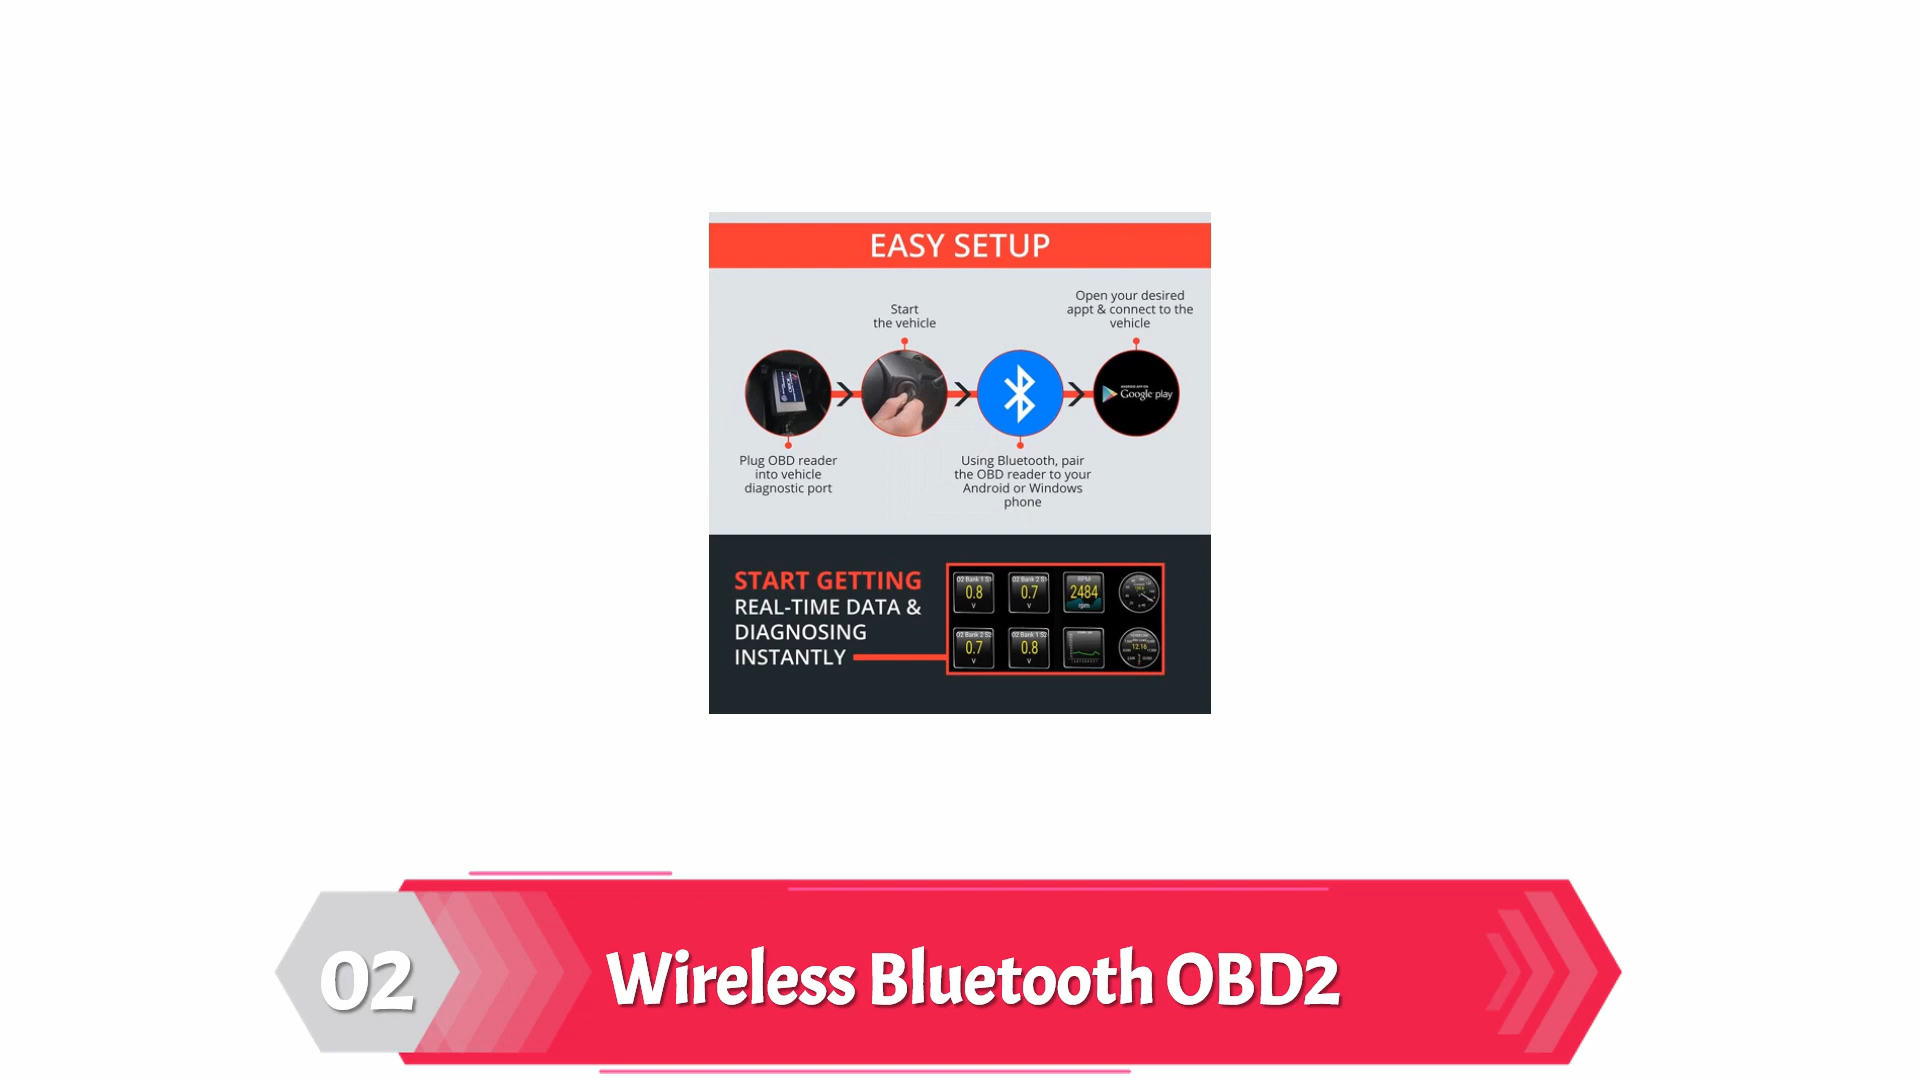 EASY SETUP
Start
the vehicle
Open your desired
appt & connect to the
vehicle
ANDROID APP ON
Google play
Plug OBD reader
into vehicle
diagnostic port
Using Bluetooth, pair
the OBD reader to your
Android or Windows
phone
START GETTING
REAL-TIME DATA &
DIAGNOSING
INSTANTLY
O2 Bank 1 S1
0.8
V
O2 Bank 2 S1
0.7
V
RPM
2484
rpm
O2 Bank 2 S2
0.7
V
O2 Bank 1 S2
0.8
V
12.16
02
Wireless Bluetooth OBD2